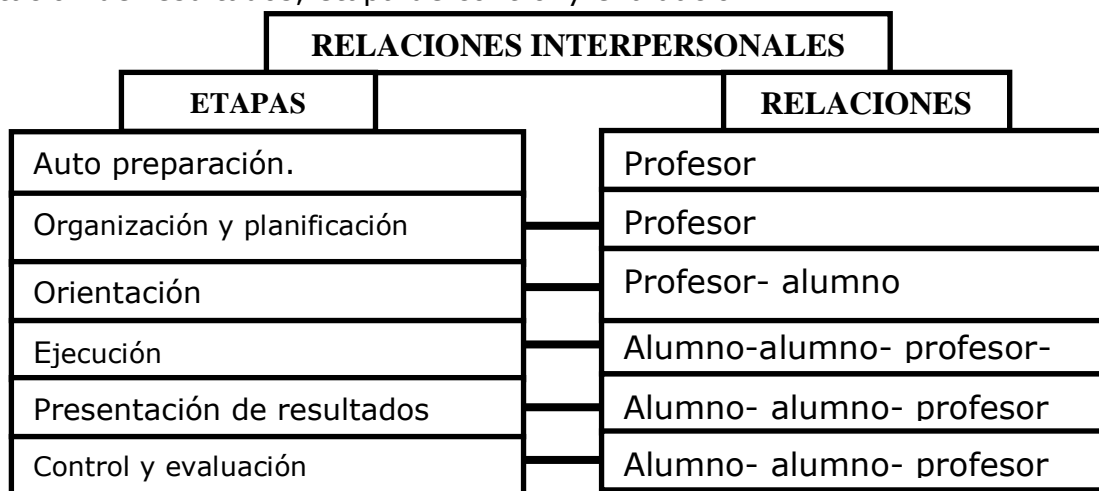 RELACIONES INTERPERSONALES
ETAPAS
RELACIONES
Auto preparación.
Profesor
Organización y planificación
Profesor
Orientación
Profesor- alumno
Ejecución
Alumno-alumno- profesor-
Presentación de resultados
Alumno- alumno- profesor
Control y evaluación
Alumno- alumno- profesor